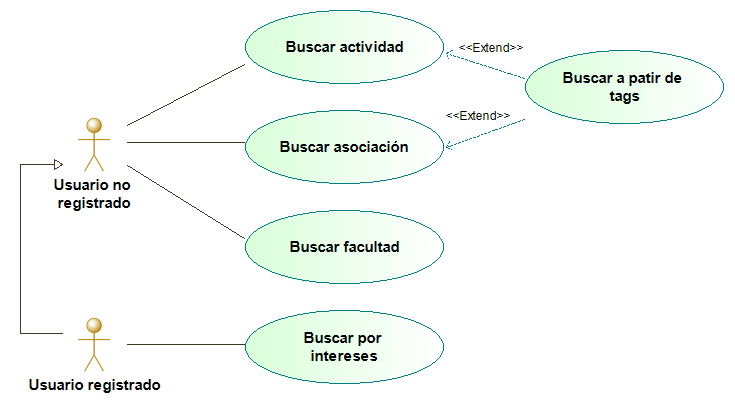 Buscar actividad
<<Extend>>
Buscar a patir de
tags
<<Extend>>
Buscar asociación
Usuario no
registrado
Buscar facultad
Buscar por
intereses
Usuario registrado